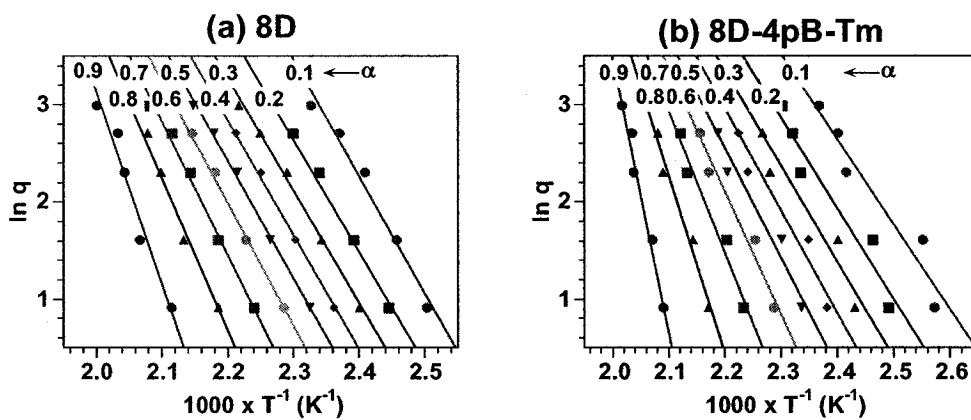 (a) 8D
0.9 0.7 0.5 0.3 0.1 ← α
0.8 0.6 0.4 0.2
3
2
1
ln q
2.0 2.1 2.2 2.3 2.4 2.5
1000 x T⁻¹ (K⁻¹)
(b) 8D-4pB-Tm
0.9 0.7 0.5 0.3 0.1 ← α
0.8 0.6 0.4 0.2
3
2
1
ln q
2.0 2.1 2.2 2.3 2.4 2.5 2.6
1000 x T⁻¹ (K⁻¹)